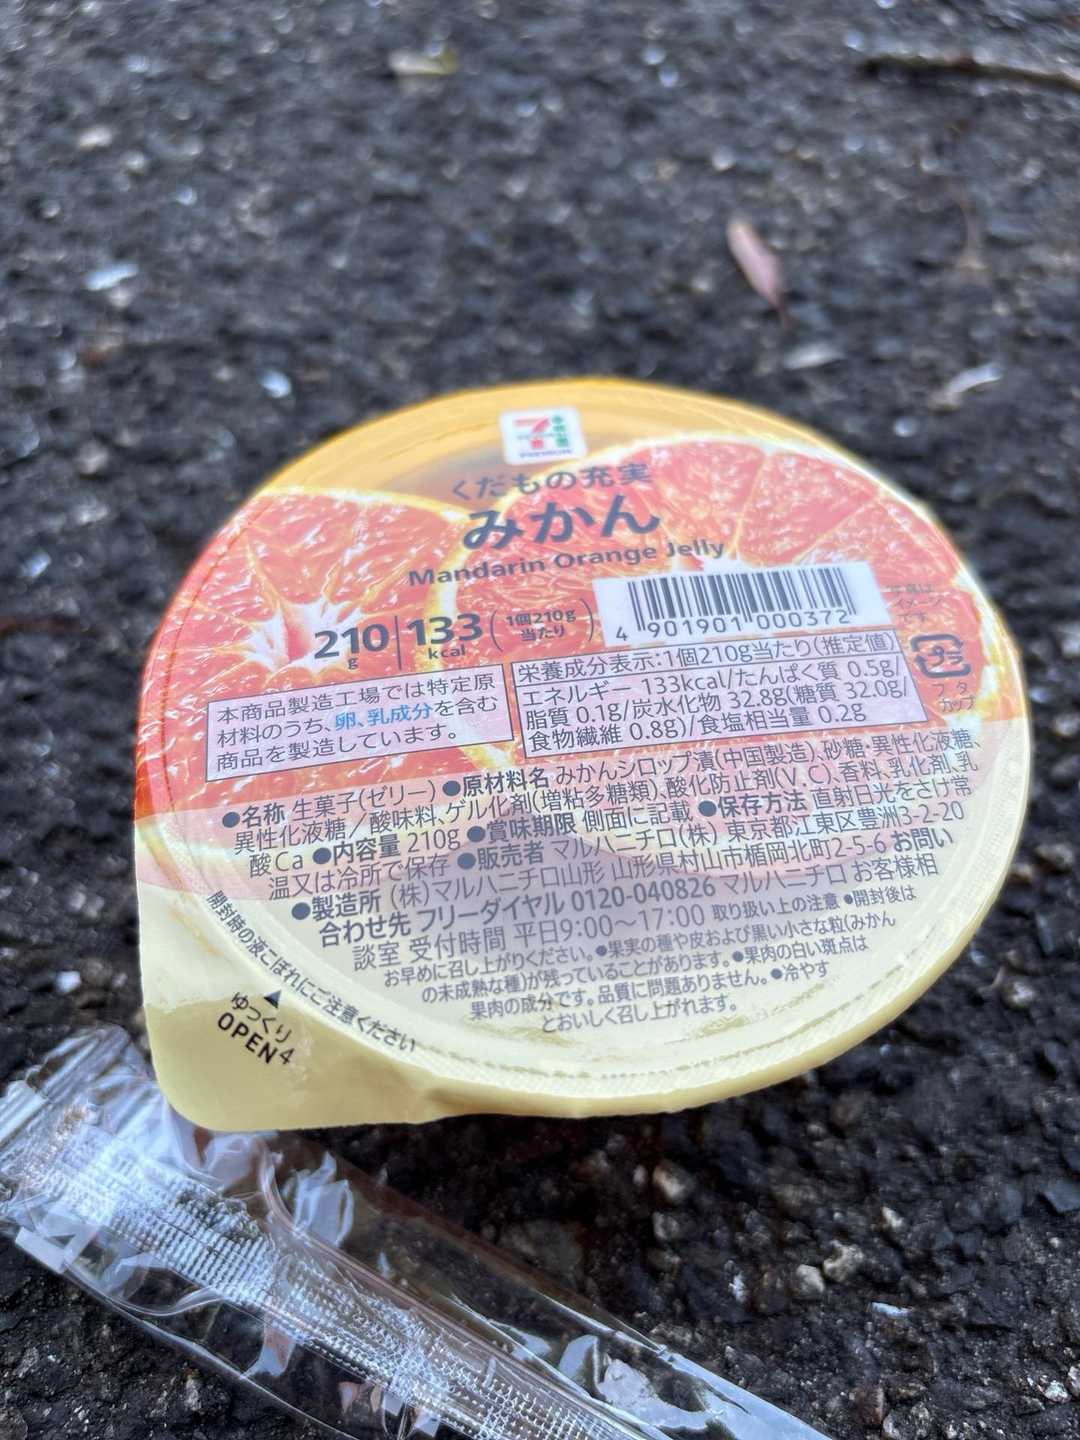 7
PREMIUM
くだもの充実
みかん
Mandarin Orange Jelly
210g 133kcal (1個210g当たり)
4 901901 000372
写真は
イメージ
です
プラ
フタ
カップ
本商品製造工場では特定原
材料のうち、卵、乳成分を含む
商品を製造しています。
栄養成分表示:1個210g当たり(推定値)
エネルギー 133kcal/たんぱく質 0.5g/
脂質 0.1g/炭水化物 32.8g(糖質 32.0g/
食物繊維 0.8g)/食塩相当量 0.2g
●名称 生菓子(ゼリー) ●原材料名 みかんシロップ漬(中国製造)、砂糖・異性化液糖、
異性化液糖/酸味料、ゲル化剤(増粘多糖類)、酸化防止剤(V.C)、香料、乳化剤、乳
酸Ca ●内容量 210g ●賞味期限 側面に記載 ●保存方法 直射日光をさけ常
温又は冷所で保存 ●販売者 マルハニチロ(株) 東京都江東区豊洲3-2-20
●製造所 (株)マルハニチロ山形 山形県村山市楯岡北町2-5-6 お問い
合わせ先 フリーダイヤル 0120-040826 マルハニチロ お客様相
談室 受付時間 平日9:00〜17:00 取り扱い上の注意 ●開封後は
お早めに召し上がりください。●果実の種や皮および黒い小さな粒(みかん
の未成熟な種)が残っていることがあります。●果肉の白い斑点は
果肉の成分です。品質に問題ありません。●冷やす
とおいしく召し上がれます。
開封時の液こぼれにご注意ください
ゆっくり
OPEN 4